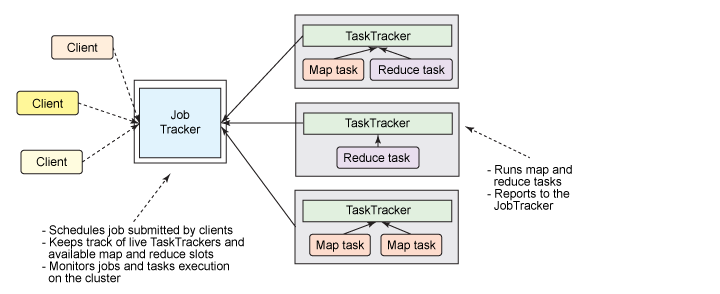 Client
Client
Client
Job
Tracker
TaskTracker
Map task
Reduce task
TaskTracker
Reduce task
TaskTracker
Map task
Map task
- Schedules job submitted by clients
- Keeps track of live TaskTrackers and
available map and reduce slots
- Monitors jobs and tasks execution
on the cluster
- Runs map and
reduce tasks
- Reports to the
JobTracker